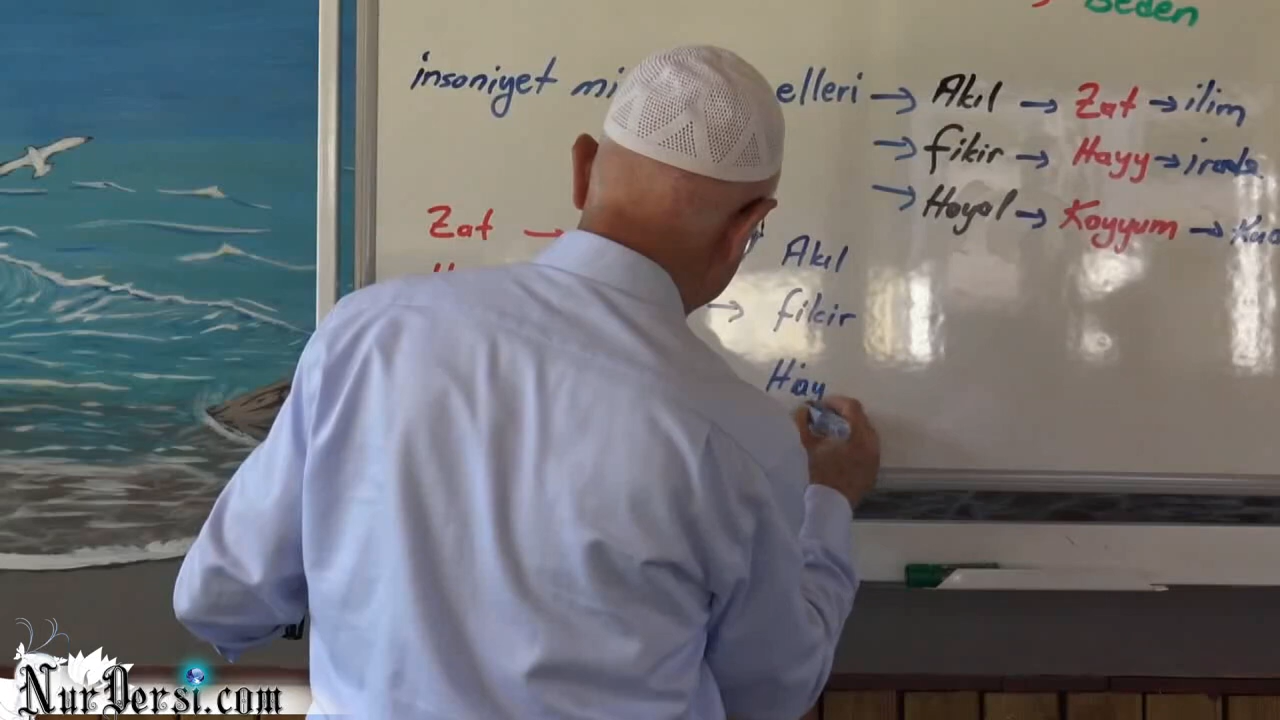 Beden
insaniyet mi elleri → Akıl → Zat → ilim
→ fikir → Hayy → irade
→ Hayal → Kayyum →
Zat → Akıl
→ fikir
Hay
NurDersi.com